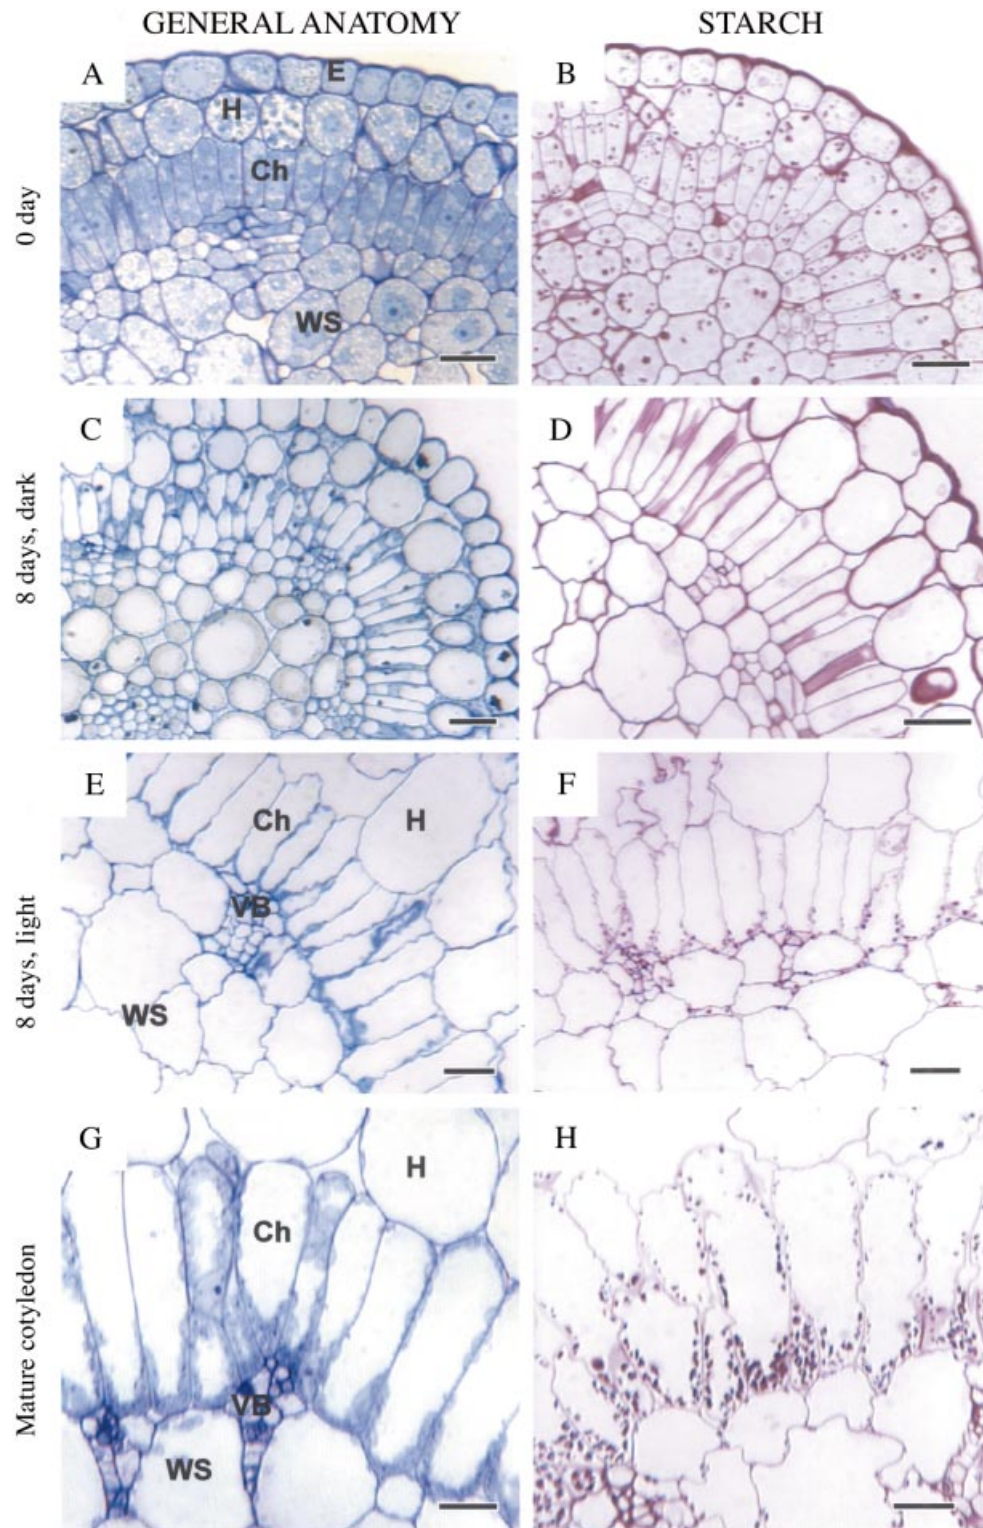 GENERAL ANATOMY STARCH
A E B
H
Ch
WS
0 day
C D
8 days, dark
E F
Ch H
VB
WS
8 days, light
G H
H
Ch
VB
WS
Mature cotyledon